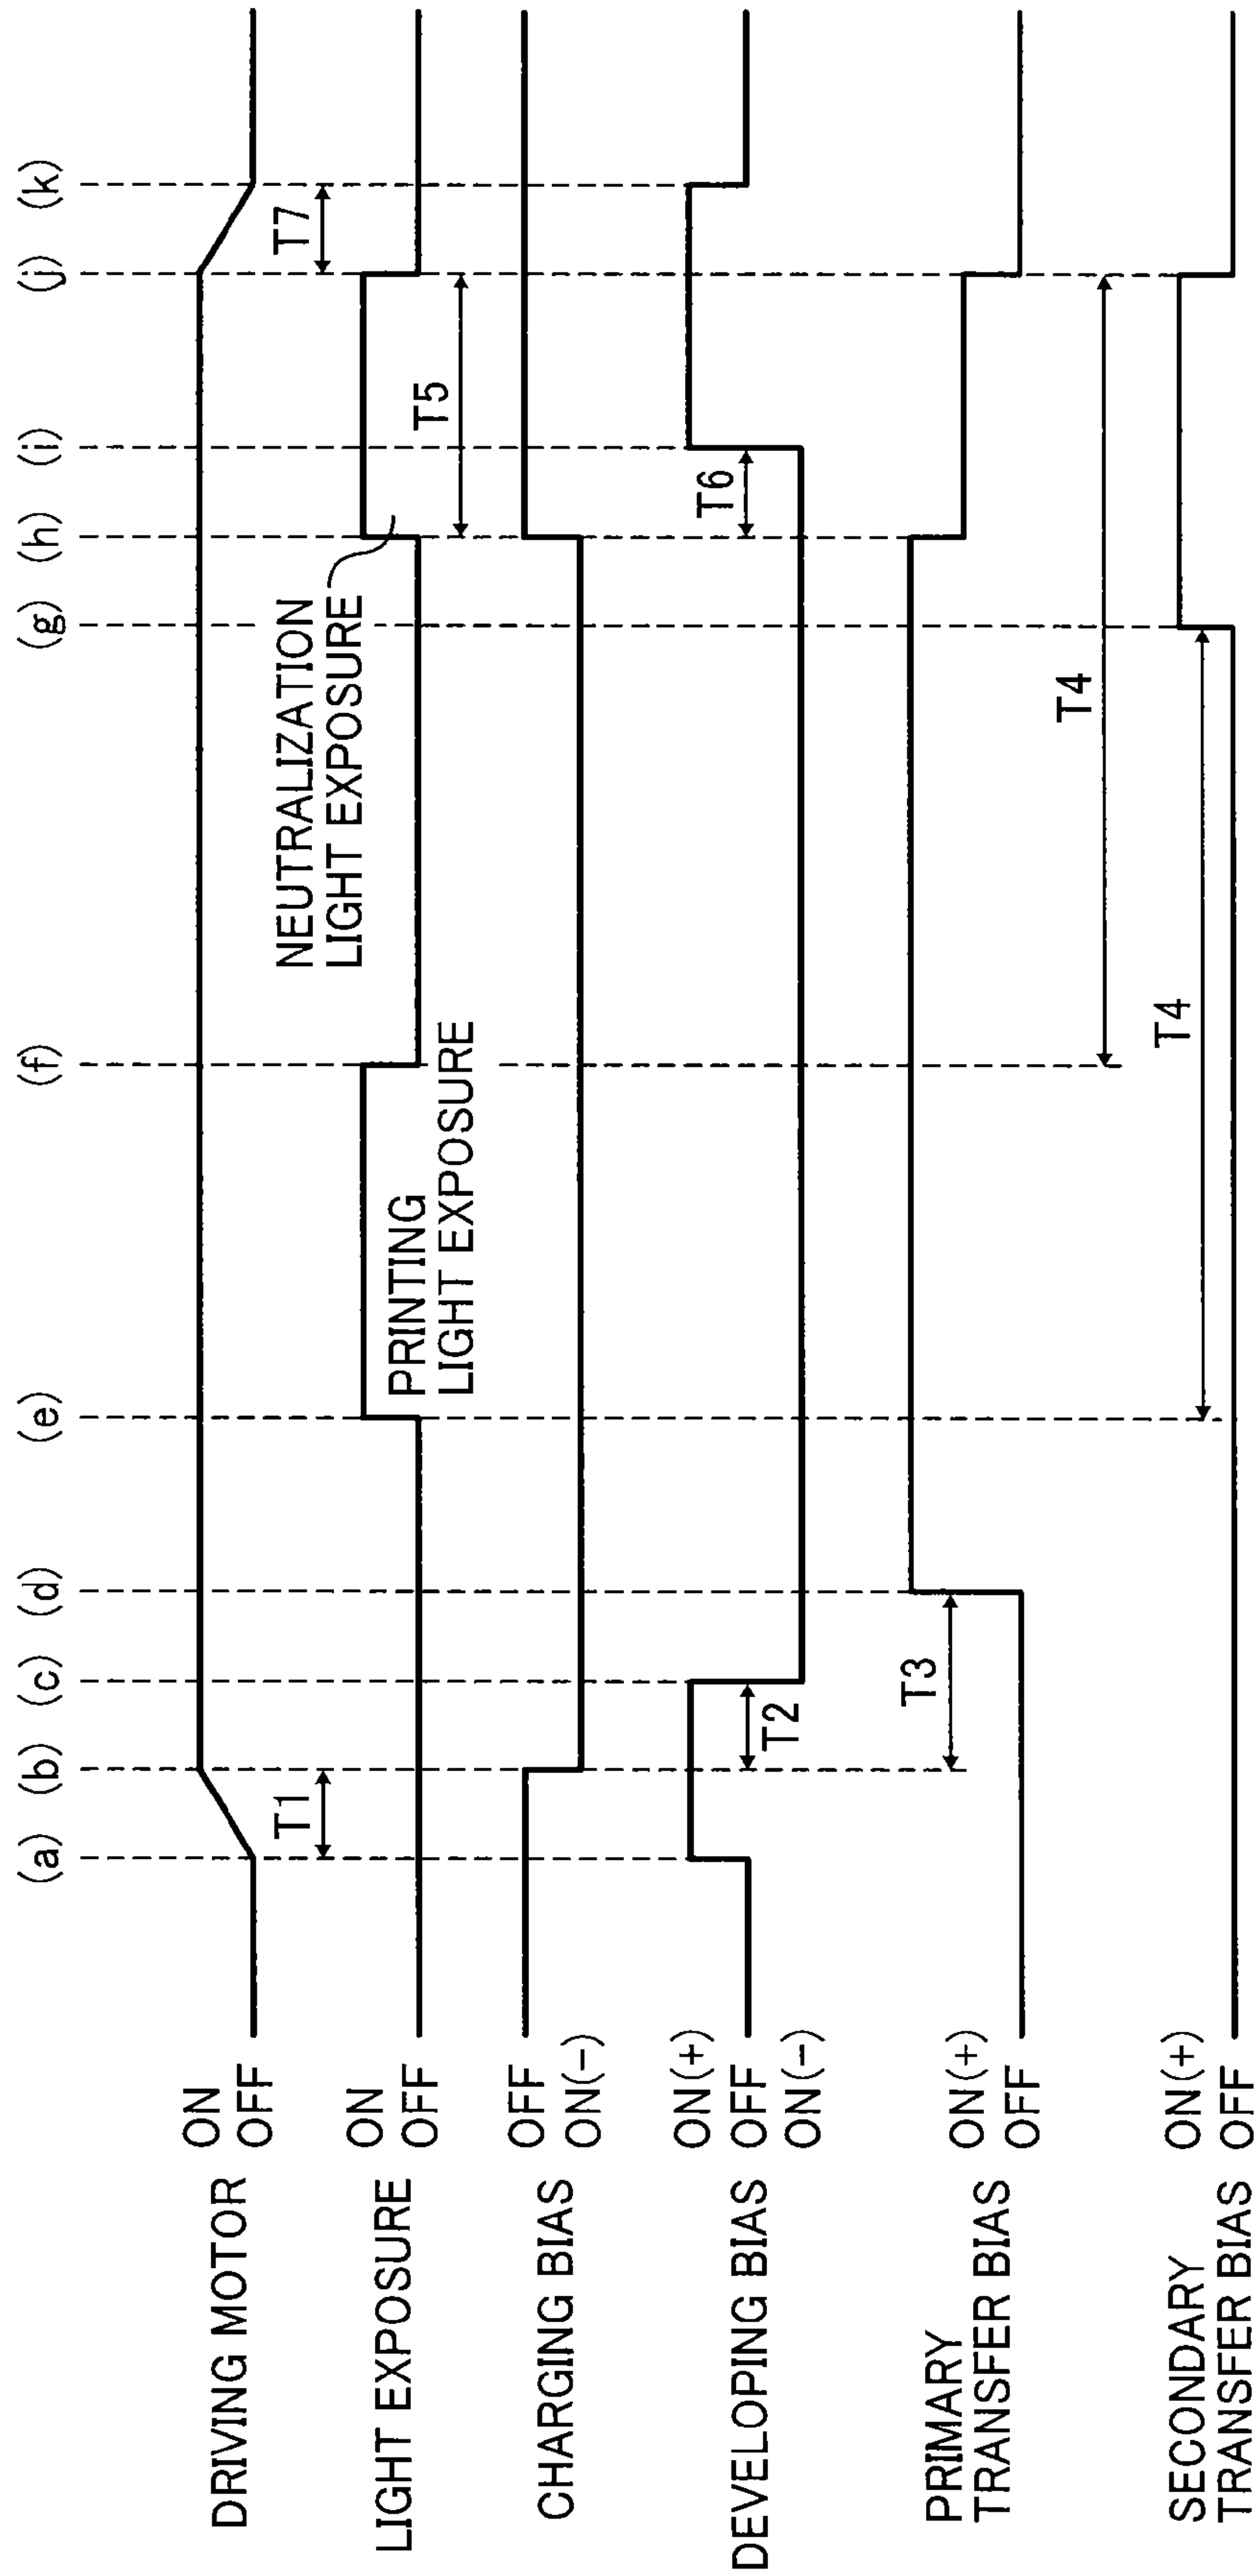 (a) (b) (c) (d) (e) (f) (g) (h) (i) (j) (k)
DRIVING MOTOR
ON
OFF
T1
T7
LIGHT EXPOSURE
ON
OFF
PRINTING
LIGHT EXPOSURE
NEUTRALIZATION
LIGHT EXPOSURE
T5
CHARGING BIAS
OFF
ON(-)
DEVELOPING BIAS
ON(+)
OFF
ON(-)
T2
T6
PRIMARY
TRANSFER BIAS
ON(+)
OFF
T3
T4
SECONDARY
TRANSFER BIAS
ON(+)
OFF
T4